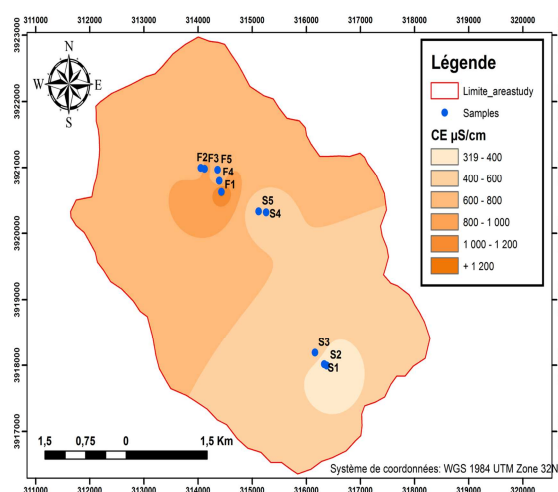 311000 312000 313000 314000 315000 316000 317000 318000 319000 320000
3923000
3922000
3921000
3920000
3919000
3918000
3917000
N
W E
S
Légende
Limite_areastudy
Samples
CE µS/cm
319 - 400
400 - 600
600 - 800
800 - 1 000
1 000 - 1 200
+ 1 200
F2 F3 F5
F4
F1
S5
S4
S3
S2
S1
1,5 0,75 0 1,5 Km
Système de coordonnées: WGS 1984 UTM Zone 32N
311000 312000 313000 314000 315000 316000 317000 318000 319000 320000